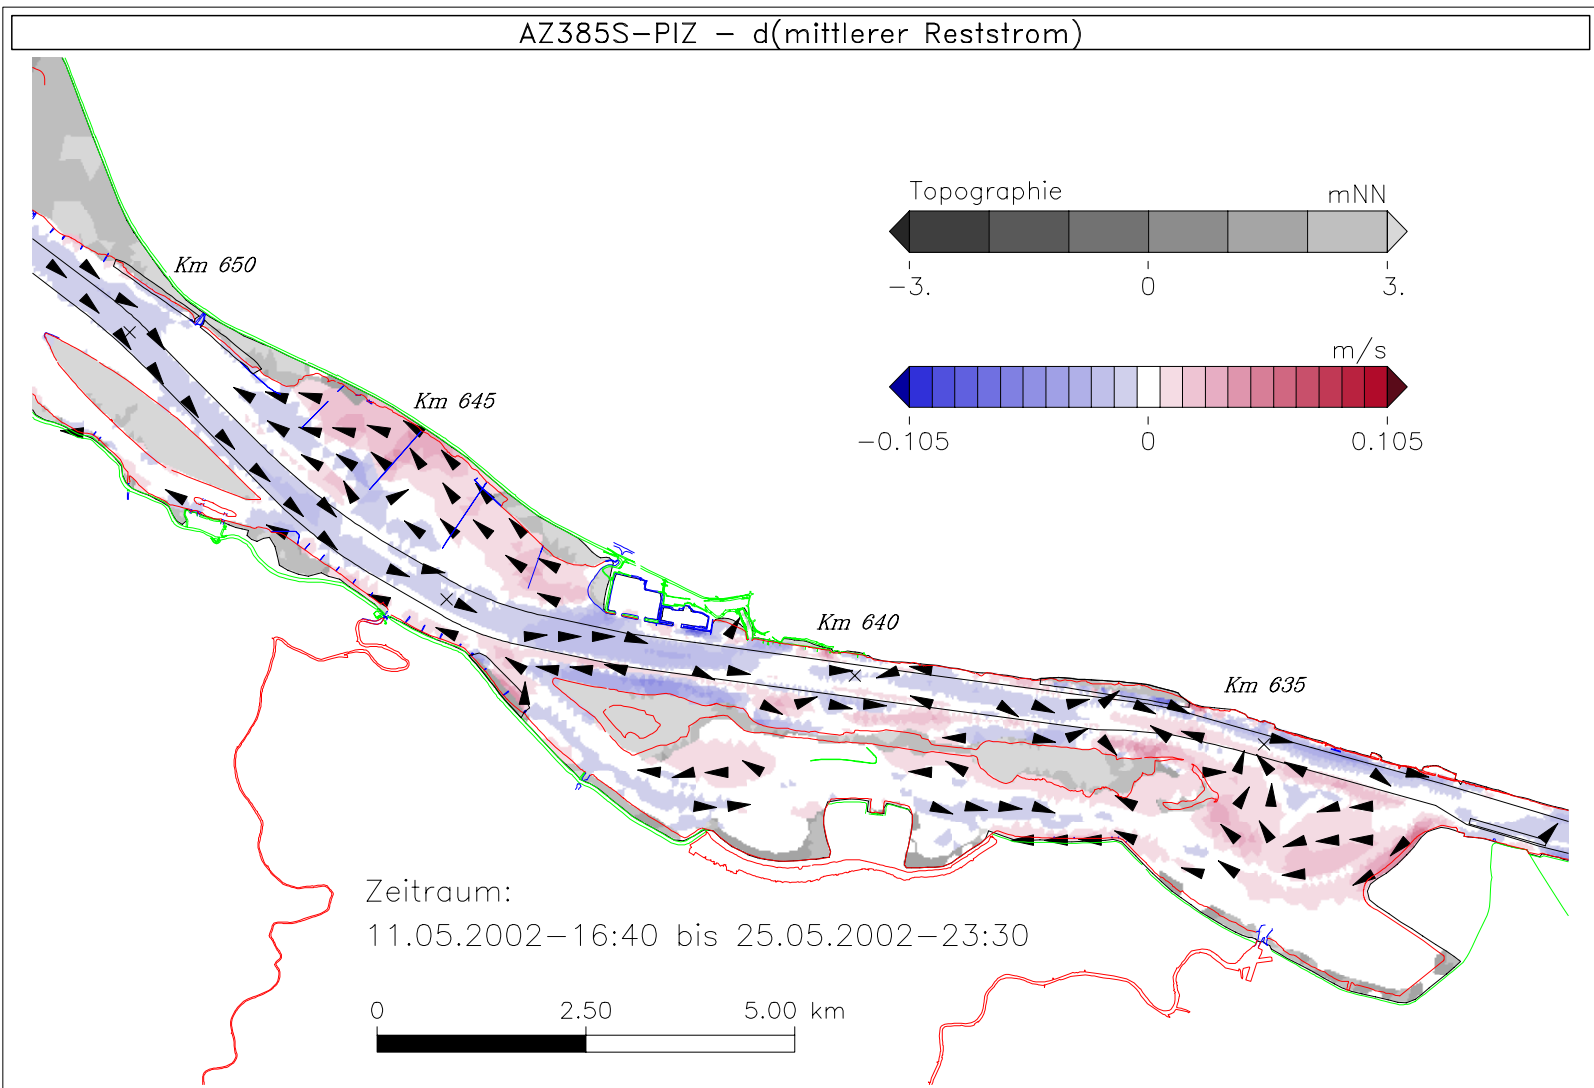 AZ385S-PIZ - d(mittlerer Reststrom)
Topographie mNN
-3. 0 3.
m/s
-0.105 0 0.105
Km 650
Km 645
Km 640
Km 635
Zeitraum:
11.05.2002-16:40 bis 25.05.2002-23:30
0 2.50 5.00 km